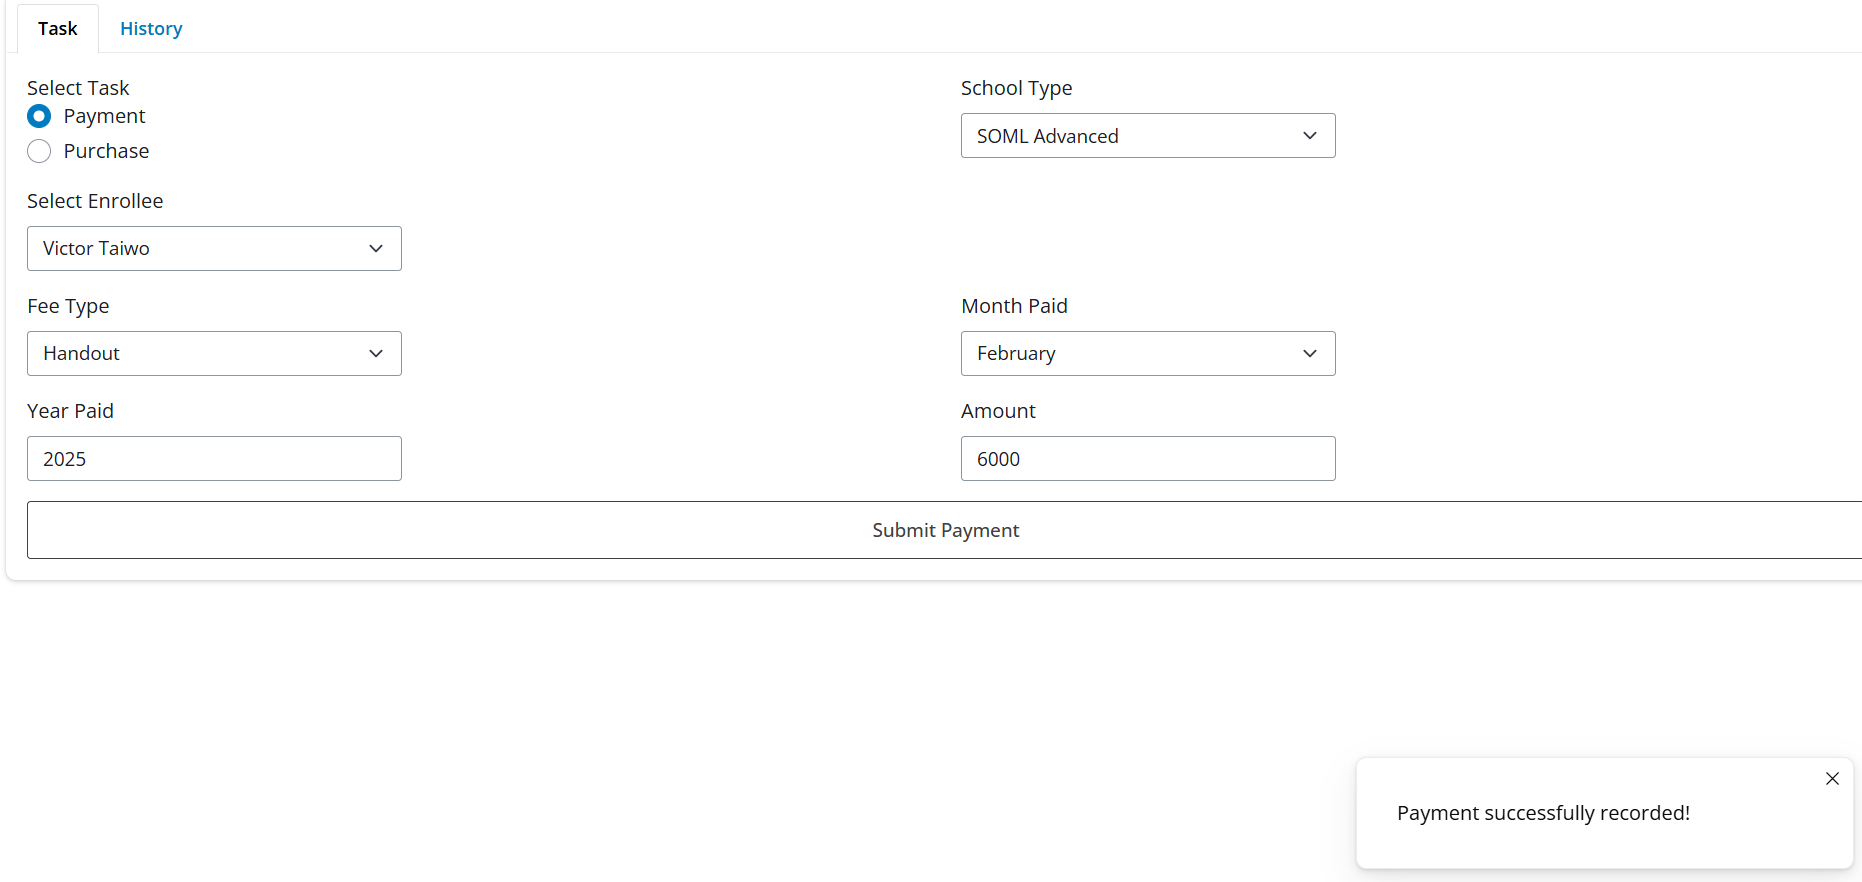 Task History
Select Task
Payment
Purchase
School Type
SOML Advanced
Select Enrollee
Victor Taiwo
Fee Type
Handout
Month Paid
February
Year Paid
2025
Amount
6000
Submit Payment
Payment successfully recorded!